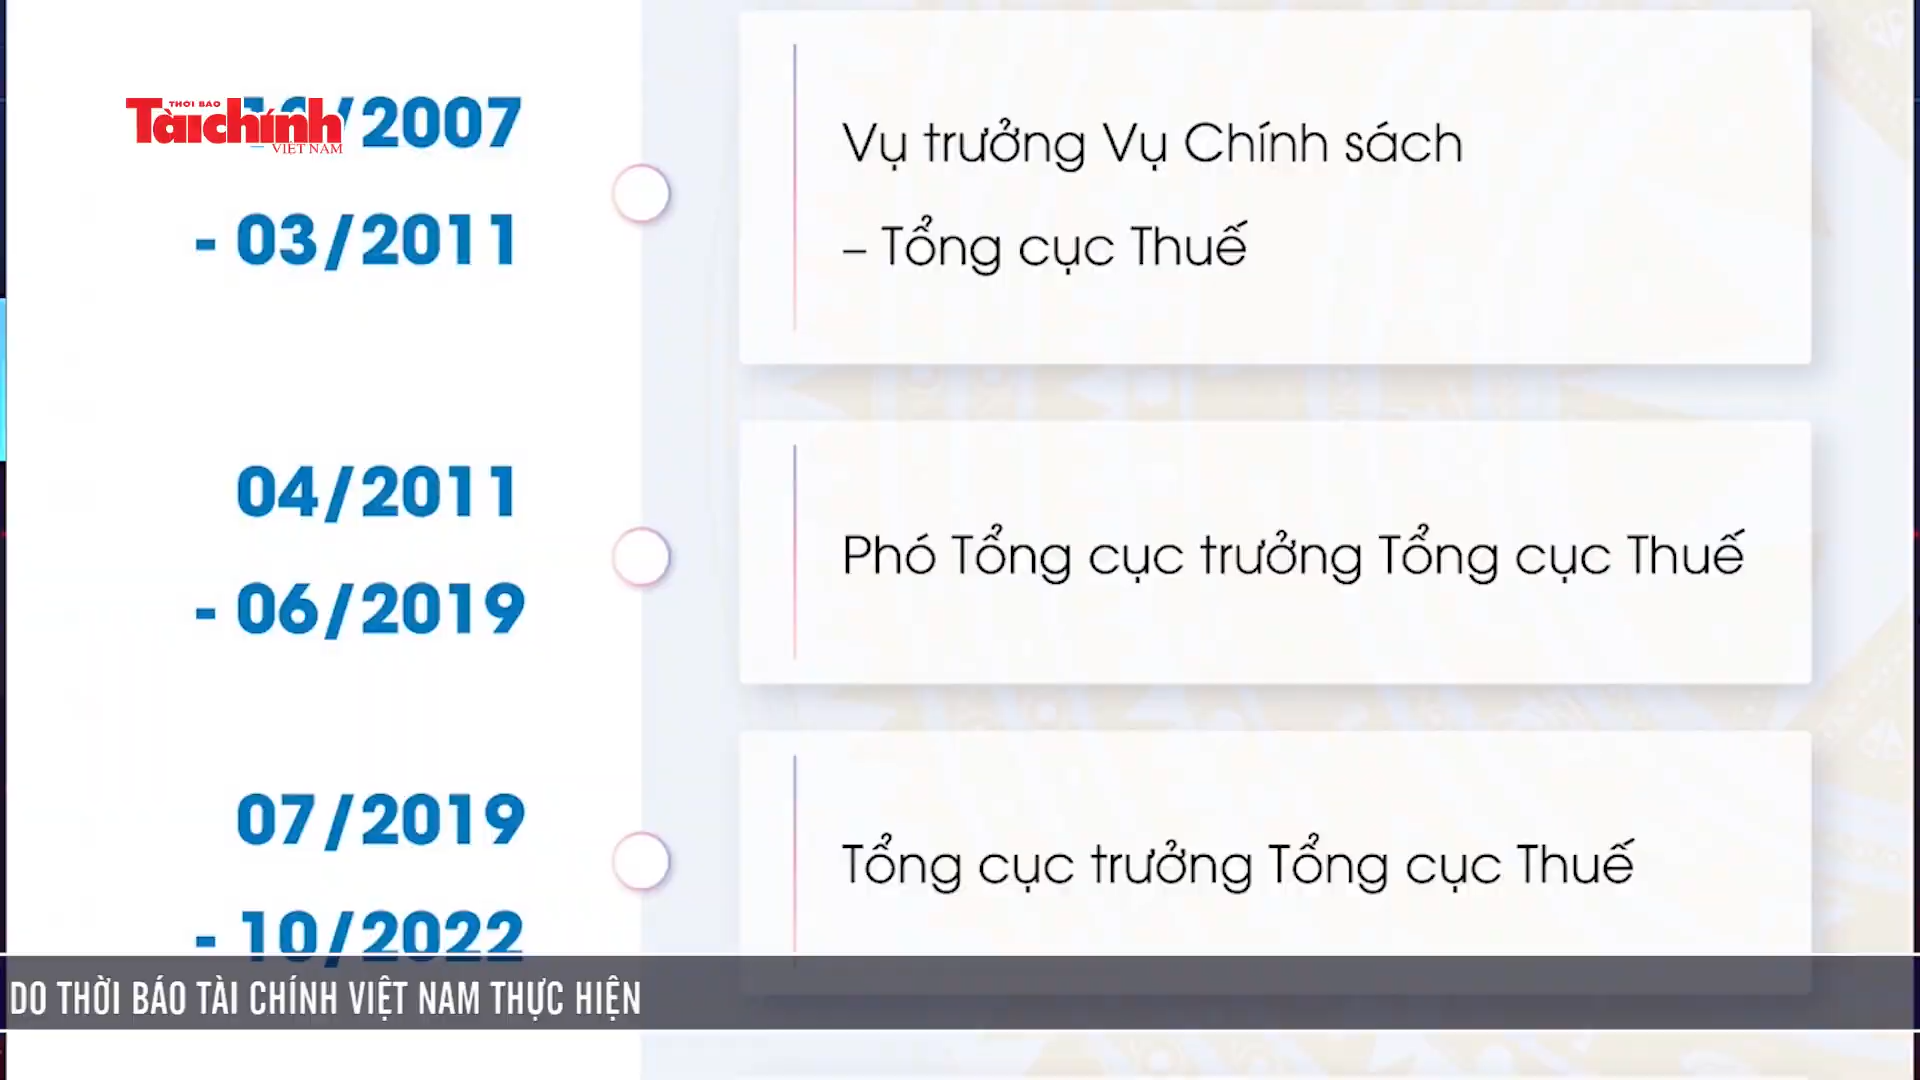 THỜI BÁO
Tàichính
VIỆT NAM
/2007
- 03/2011
Vụ trưởng Vụ Chính sách
– Tổng cục Thuế
04/2011
- 06/2019
Phó Tổng cục trưởng Tổng cục Thuế
07/2019
- 10/2022
Tổng cục trưởng Tổng cục Thuế
DO THỜI BÁO TÀI CHÍNH VIỆT NAM THỰC HIỆN